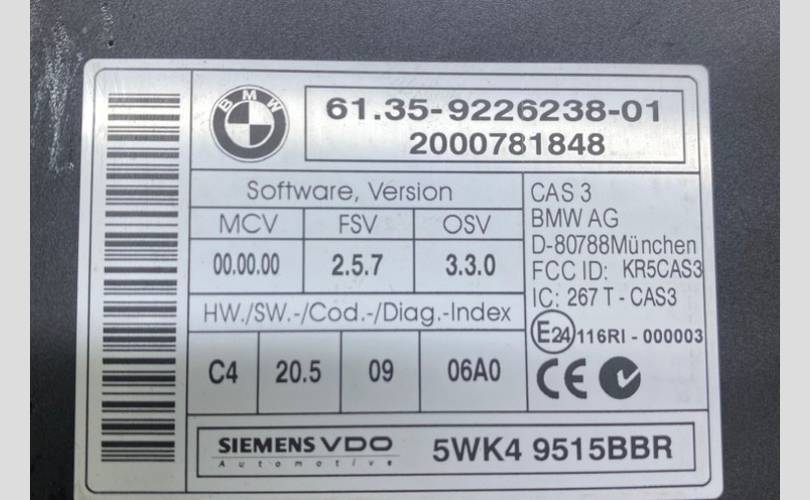 BMW
61.35-9226238-01
2000781848
Software, Version
MCV FSV OSV
00.00.00 2.5.7 3.3.0
HW./SW.-/Cod.-/Diag.-Index
C4 20.5 09 06A0
CAS 3
BMW AG
D-80788München
FCC ID: KR5CAS3
IC: 267 T - CAS3
E24 116RI - 000003
CE
SIEMENS VDO
Automotive
5WK4 9515BBR